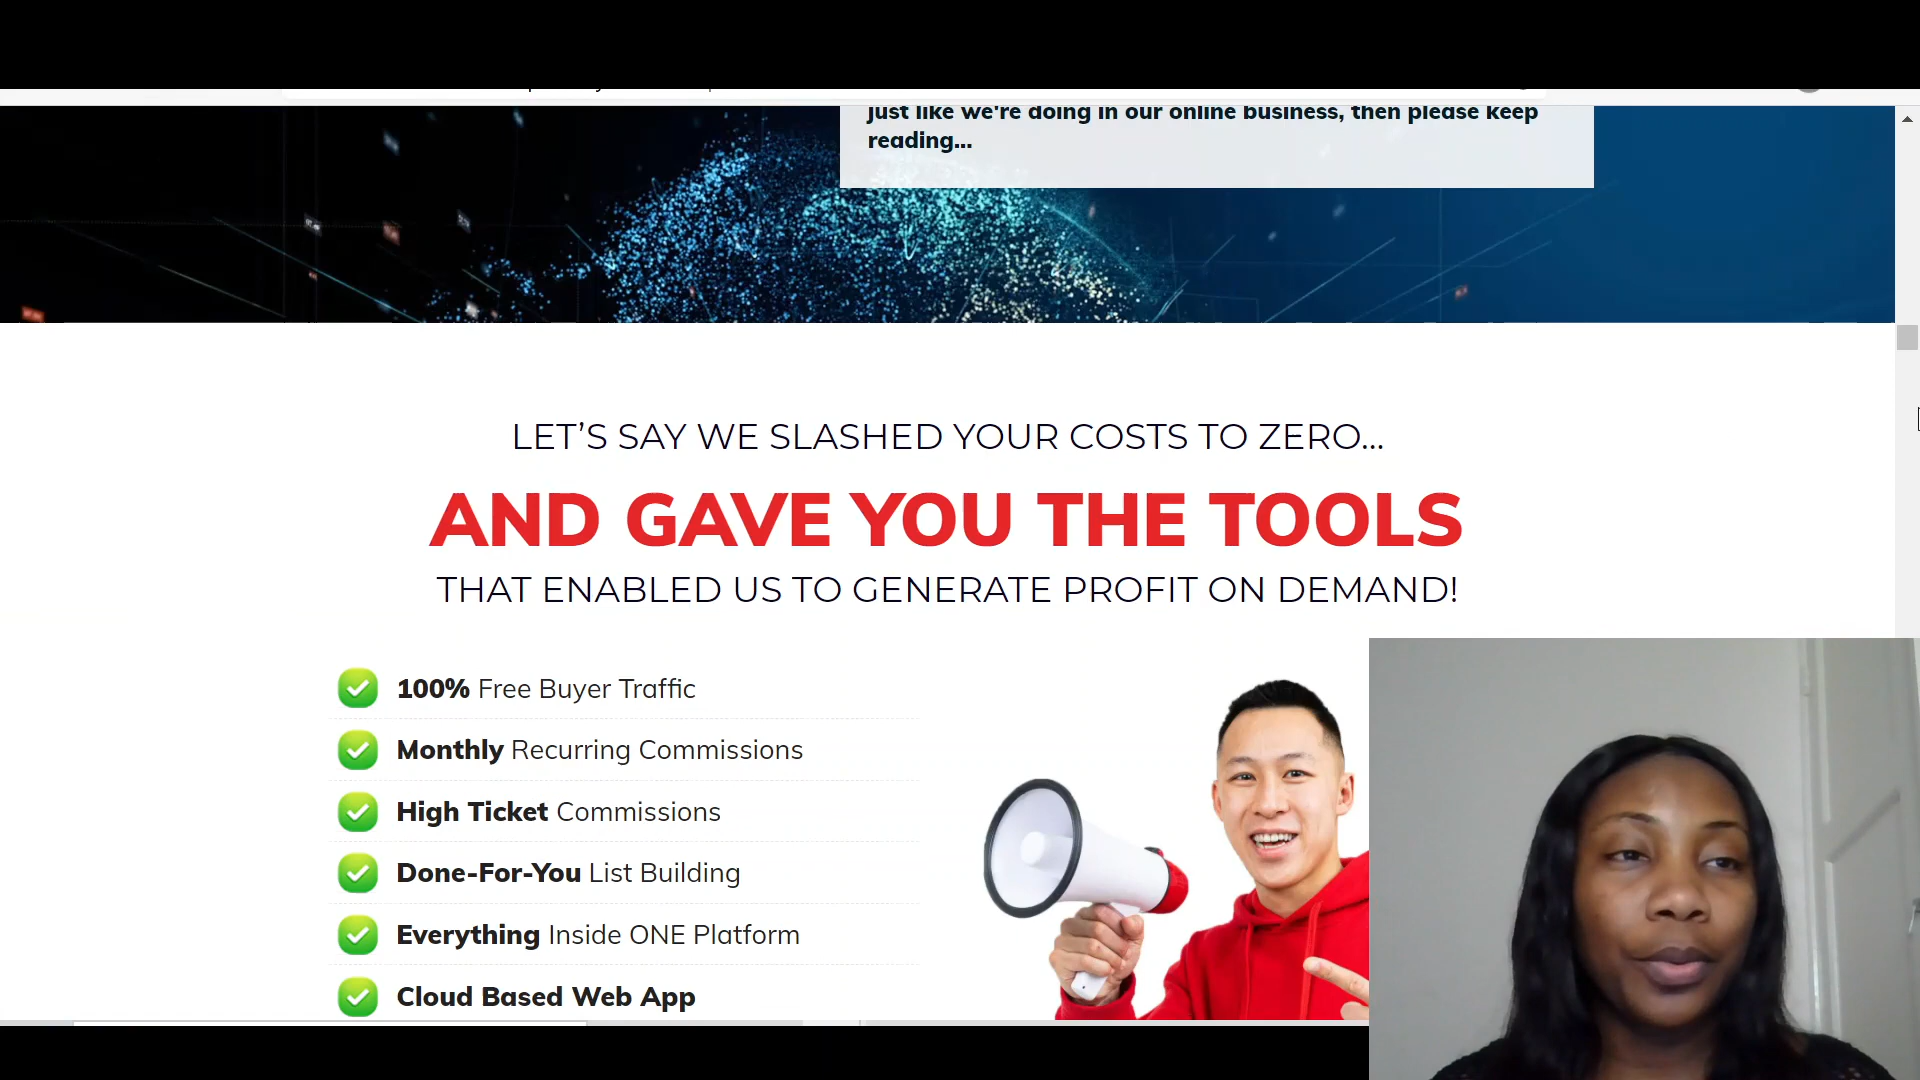 just like we're doing in our online business, then please keep
reading...
LET’S SAY WE SLASHED YOUR COSTS TO ZERO...
AND GAVE YOU THE TOOLS
THAT ENABLED US TO GENERATE PROFIT ON DEMAND!
100% Free Buyer Traffic
Monthly Recurring Commissions
High Ticket Commissions
Done-For-You List Building
Everything Inside ONE Platform
Cloud Based Web App